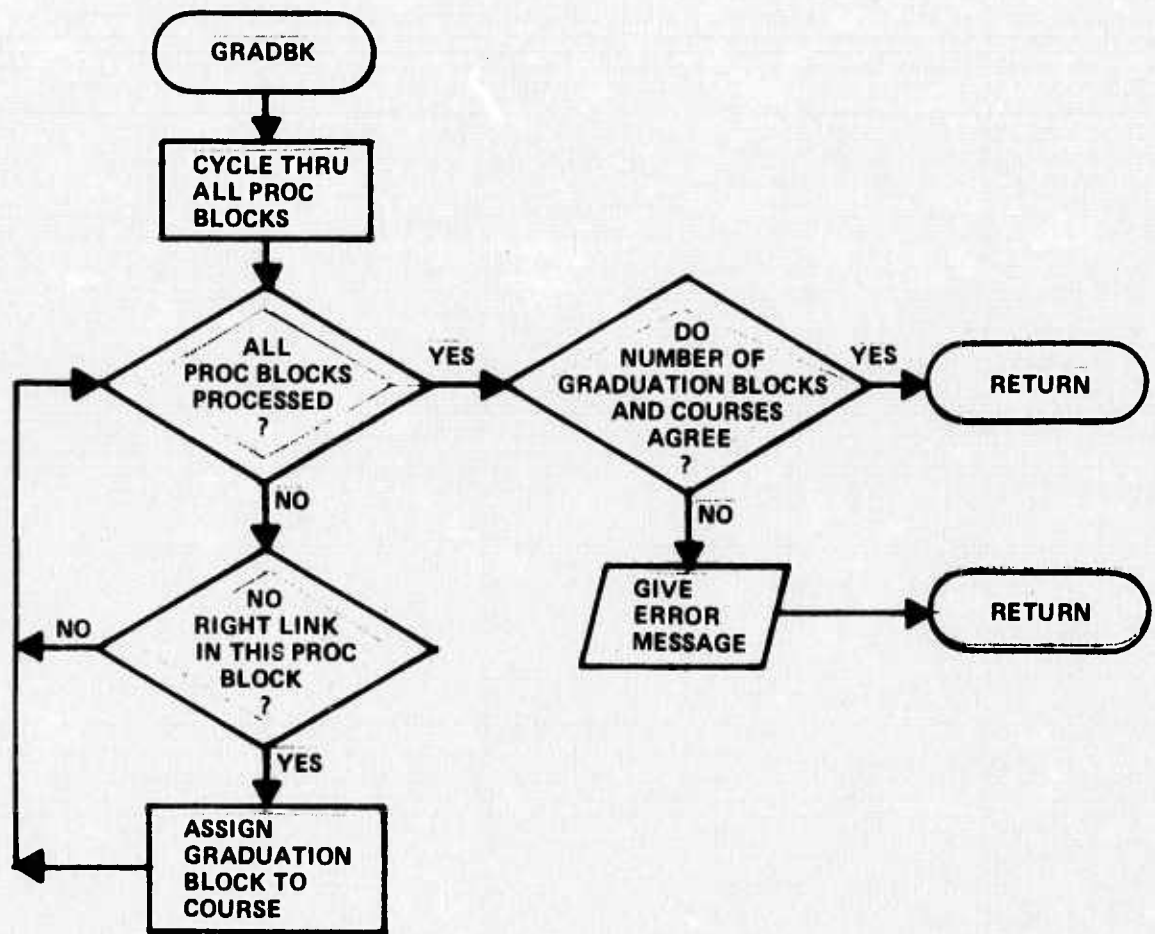 GRADBK
CYCLE THRU
ALL PROC
BLOCKS
ALL
PROC BLOCKS
PROCESSED
?
YES
DO
NUMBER OF
GRADUATION BLOCKS
AND COURSES
AGREE
?
YES
RETURN
NO
NO
GIVE
ERROR
MESSAGE
RETURN
NO
RIGHT LINK
IN THIS PROC
BLOCK
?
NO
YES
ASSIGN
GRADUATION
BLOCK TO
COURSE